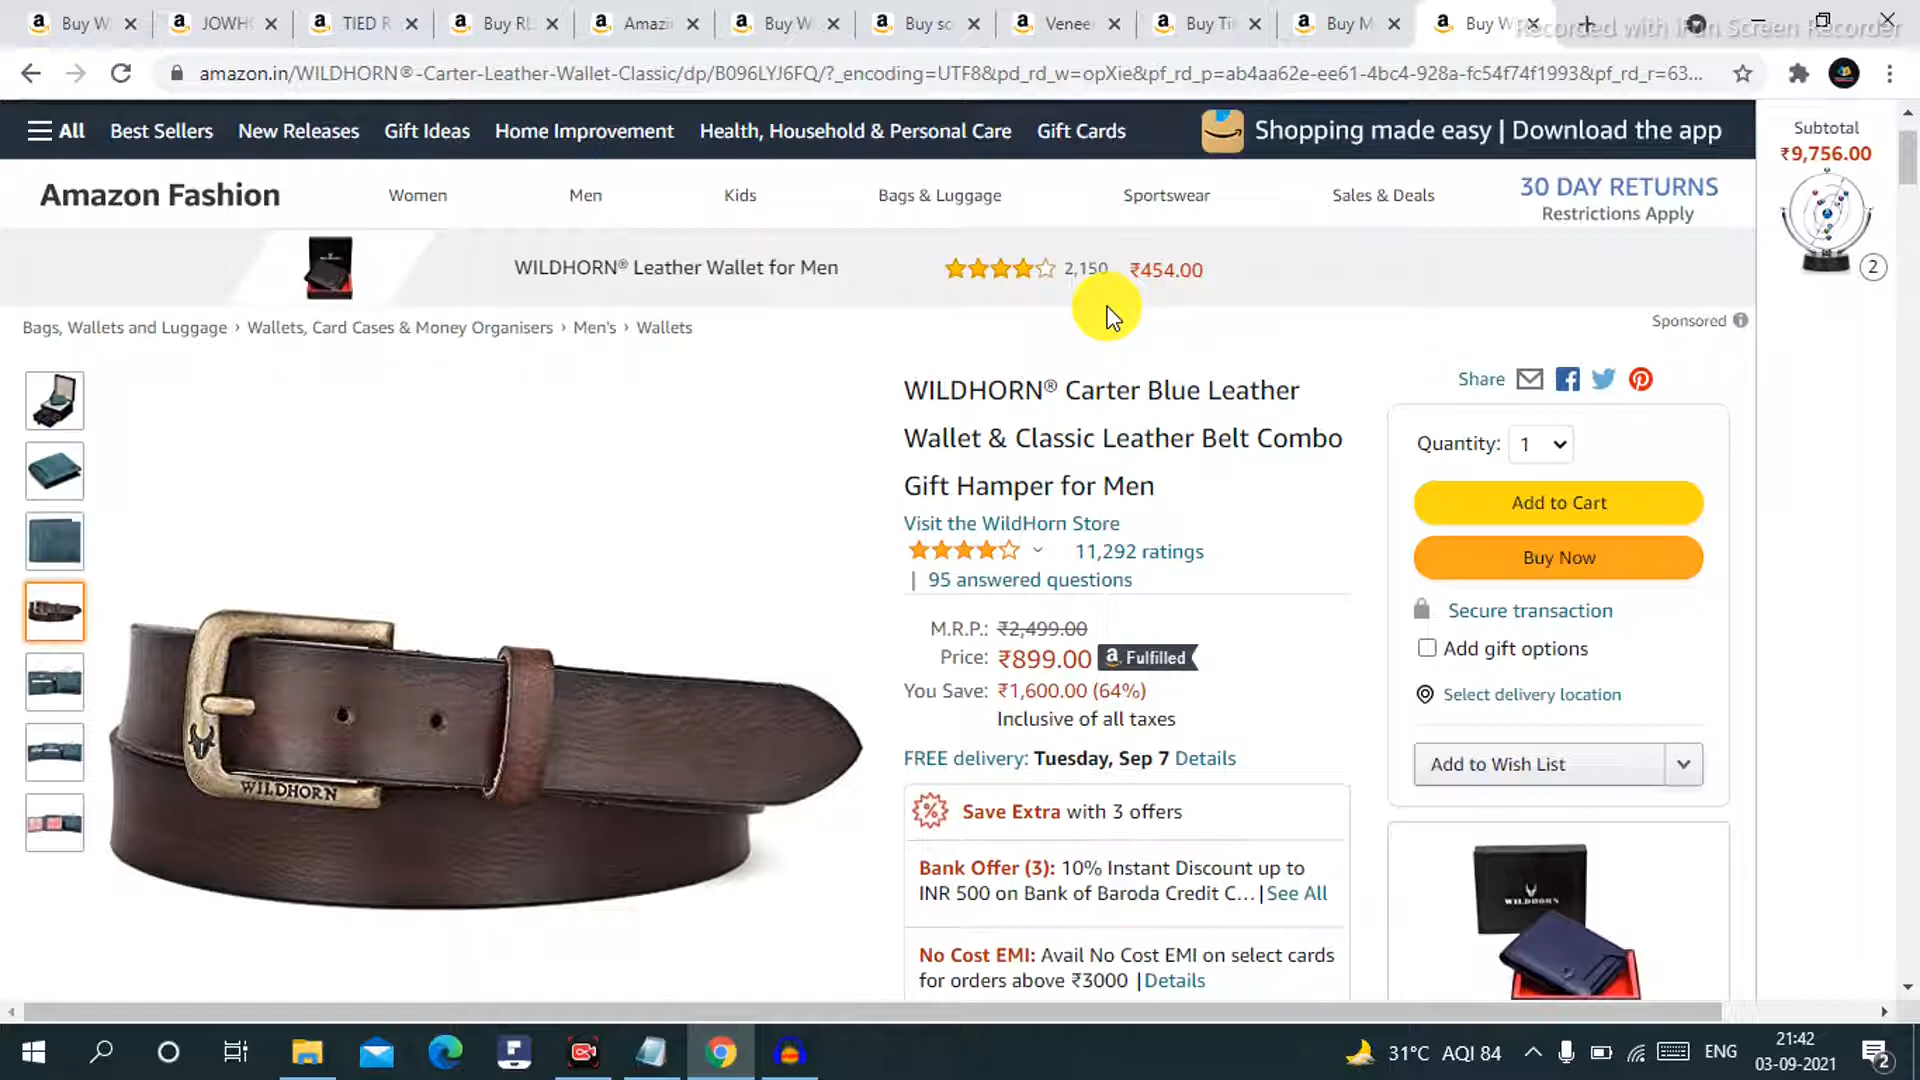 Buy W
JOWH
TIED R
Buy RL
Amazi
Buy W
Buy sc
Venee
Buy Ti
Buy M
Buy W
Recorded with iFun Screen Recorder
amazon.in/WILDHORN®-Carter-Leather-Wallet-Classic/dp/B096LYJ6FQ/?_encoding=UTF8&pd_rd_w=opXie&pf_rd_p=ab4aa62e-ee61-4bc4-928a-fc54f74f1993&pf_rd_r=63...
All Best Sellers New Releases Gift Ideas Home Improvement Health, Household & Personal Care Gift Cards Shopping made easy | Download the app
Subtotal
₹9,756.00
2
Amazon Fashion Women Men Kids Bags & Luggage Sportswear Sales & Deals
30 DAY RETURNS
Restrictions Apply
WILDHORN® Leather Wallet for Men 2,150 ₹454.00
Sponsored
Bags, Wallets and Luggage › Wallets, Card Cases & Money Organisers › Men's › Wallets
WILDHORN
WILDHORN® Carter Blue Leather
Wallet & Classic Leather Belt Combo
Gift Hamper for Men
Visit the WildHorn Store
11,292 ratings
| 95 answered questions
M.R.P.: ₹2,499.00
Price: ₹899.00 a Fulfilled
You Save: ₹1,600.00 (64%)
Inclusive of all taxes
FREE delivery: Tuesday, Sep 7 Details
Save Extra with 3 offers
Bank Offer (3): 10% Instant Discount up to
INR 500 on Bank of Baroda Credit C... | See All
No Cost EMI: Avail No Cost EMI on select cards
for orders above ₹3000 | Details
Share
Quantity: 1
Add to Cart
Buy Now
Secure transaction
Add gift options
Select delivery location
Add to Wish List
WILDHORN
31°C AQI 84
ENG
21:42
03-09-2021
2